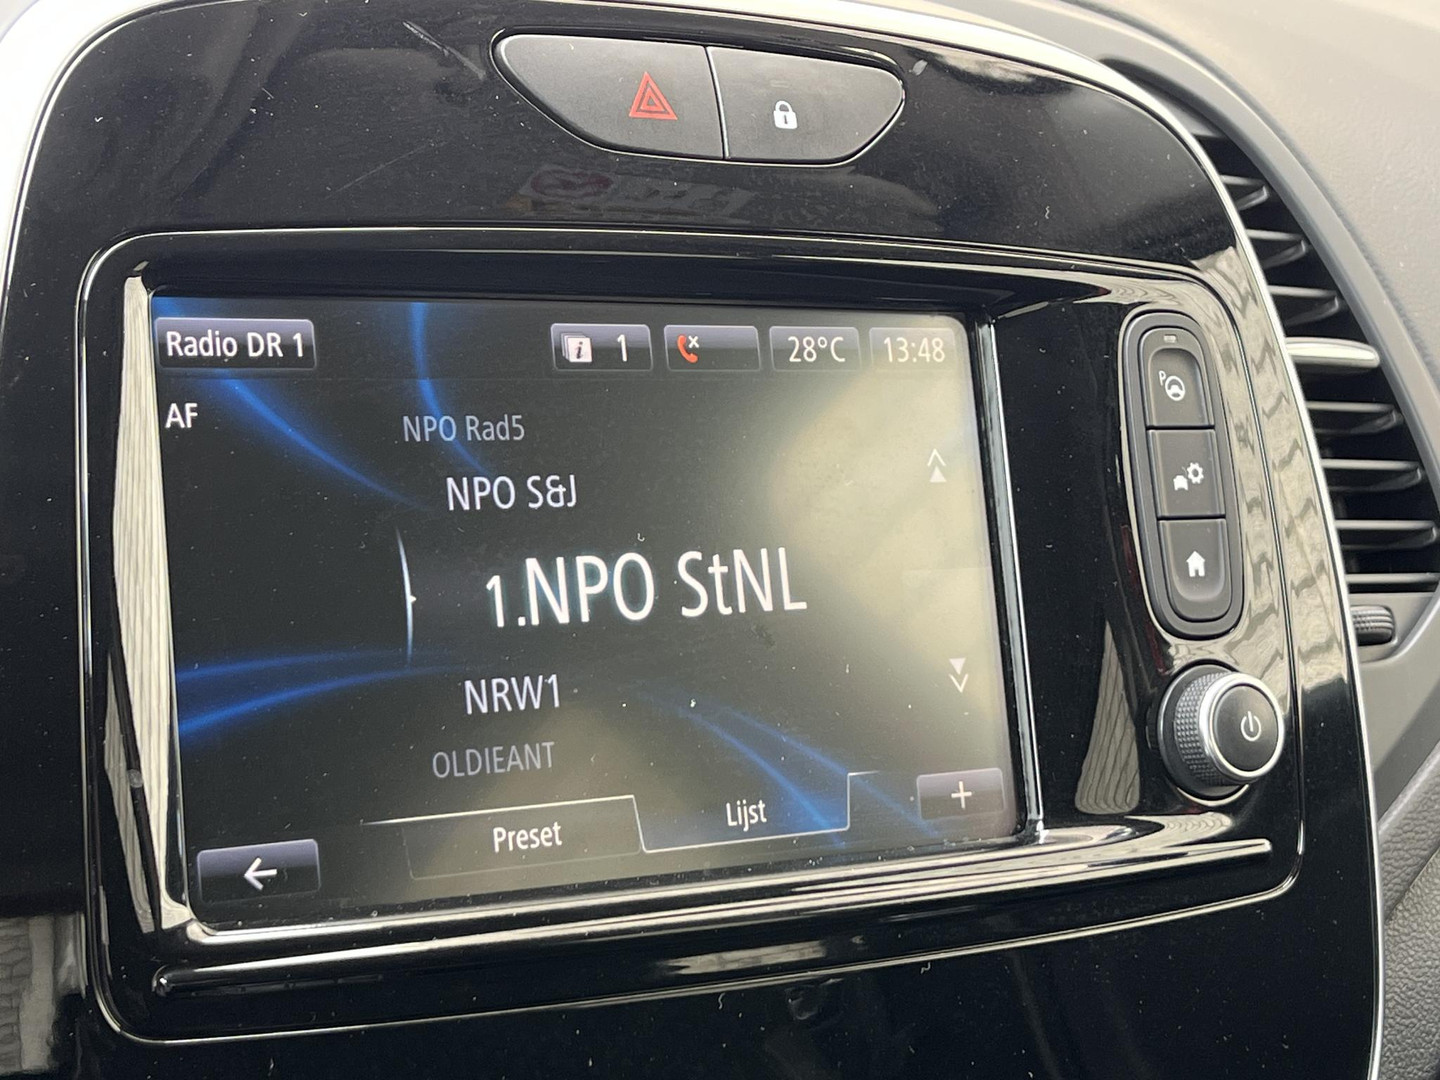 Radio DR 1
i 1
28°C
13:48
AF
NPO Rad5
NPO S&J
1.NPO StNL
NRW1
OLDIEANT
Preset
Lijst
+
P